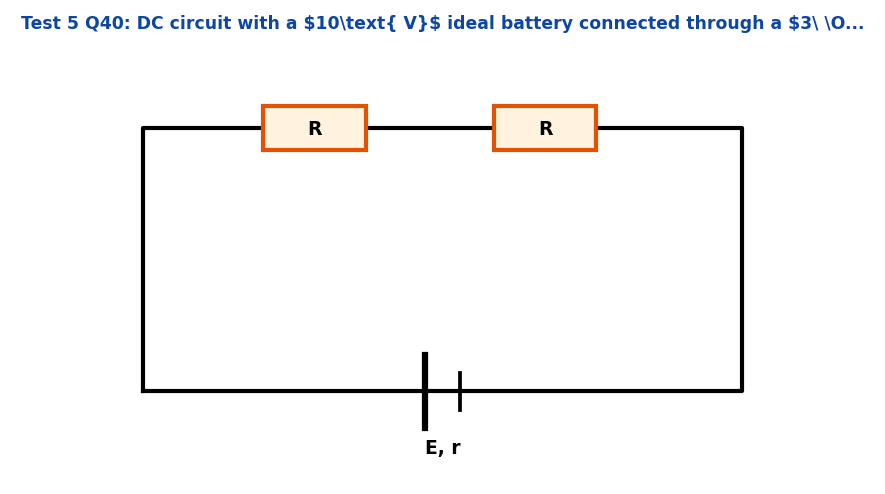 Test 5 Q40: DC circuit with a $10\text{ V}$ ideal battery connected through a $3\ \O...
R R
E, r